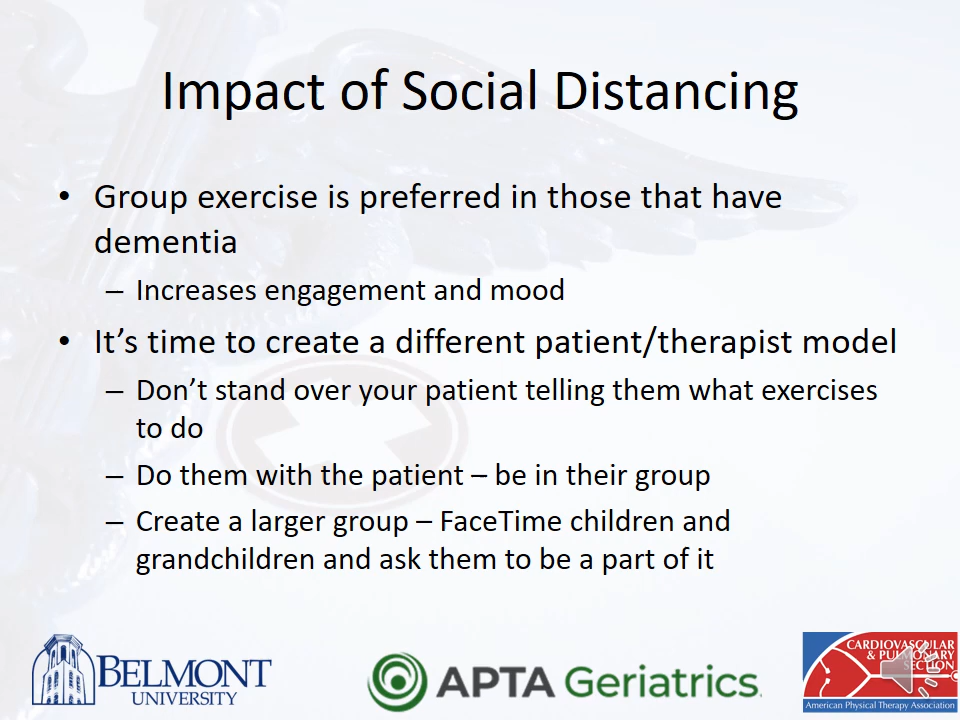 Impact of Social Distancing
• Group exercise is preferred in those that have
dementia
– Increases engagement and mood
• It’s time to create a different patient/therapist model
– Don’t stand over your patient telling them what exercises
to do
– Do them with the patient – be in their group
– Create a larger group – FaceTime children and
grandchildren and ask them to be a part of it
BELMONT
UNIVERSITY
APTA Geriatrics.
CARDIOVASCULAR
& PULMONARY
SECTION
American Physical Therapy Association